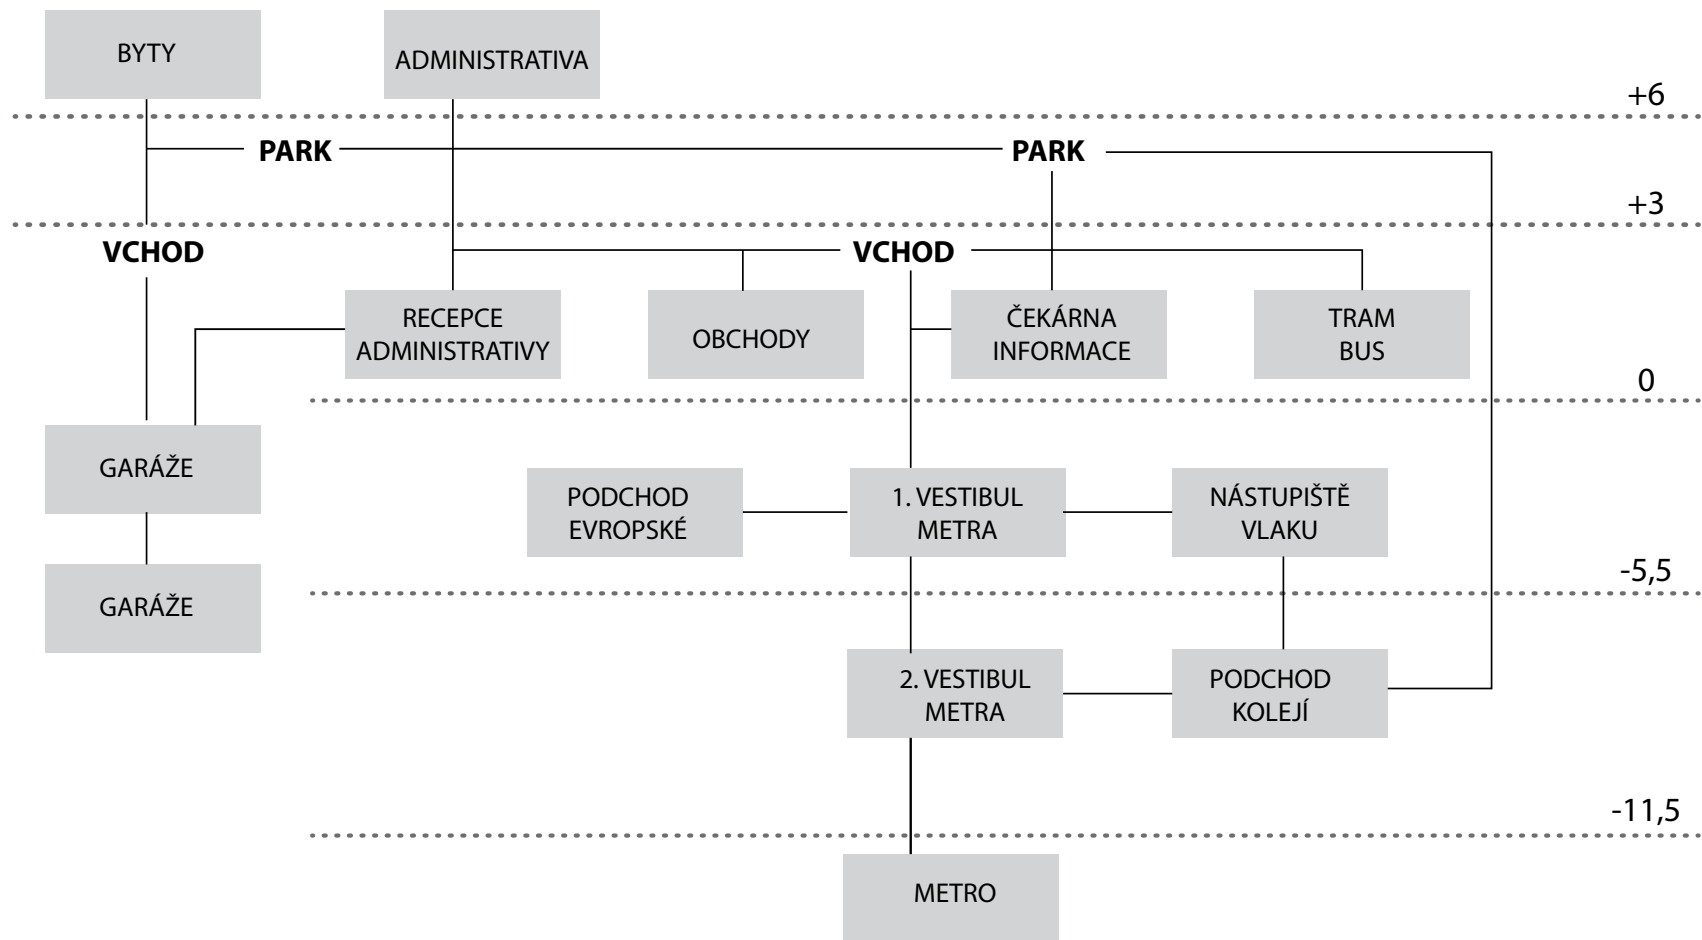 BYTY
ADMINISTRATIVA
+6
PARK
PARK
+3
VCHOD
VCHOD
RECEPCE
ADMINISTRATIVY
OBCHODY
ČEKÁRNA
INFORMACE
TRAM
BUS
0
GARÁŽE
PODCHOD
EVROPSKÉ
1. VESTIBUL
METRA
NÁSTUPIŠTĚ
VLAKU
-5,5
GARÁŽE
2. VESTIBUL
METRA
PODCHOD
KOLEJÍ
-11,5
METRO